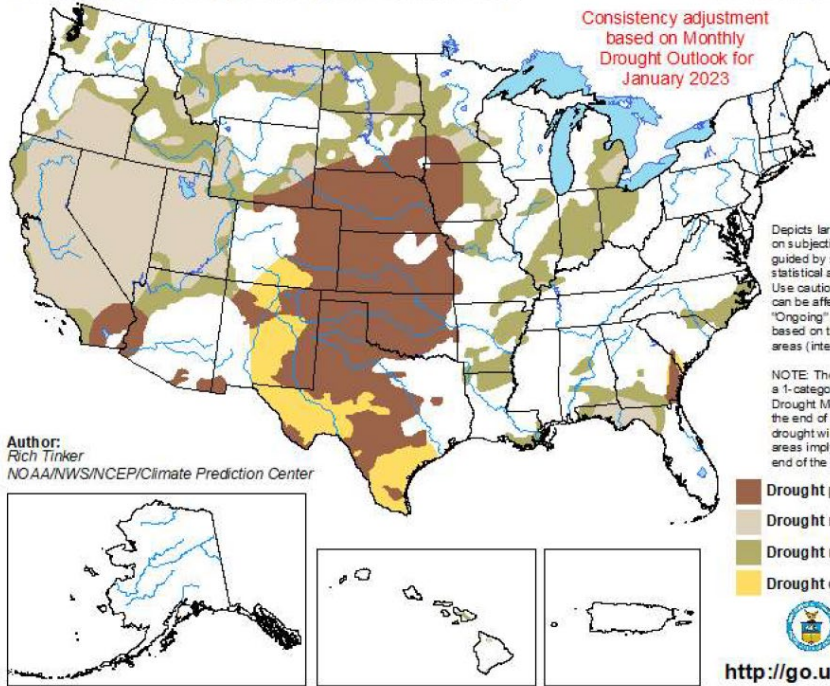 Consistency adjustment
based on Monthly
Drought Outlook for
January 2023
Depicts lar
on subjecti
guided by s
statistical a
Use cautio
can be affe
"Ongoing"
based on t
areas (inte
NOTE: The
a 1-catego
Drought M
the end of
drought wi
areas impl
end of the
Author:
Rich Tinker
NOAA/NWS/NCEP/Climate Prediction Center
Drought p
Drought r
Drought r
Drought d
http://go.u